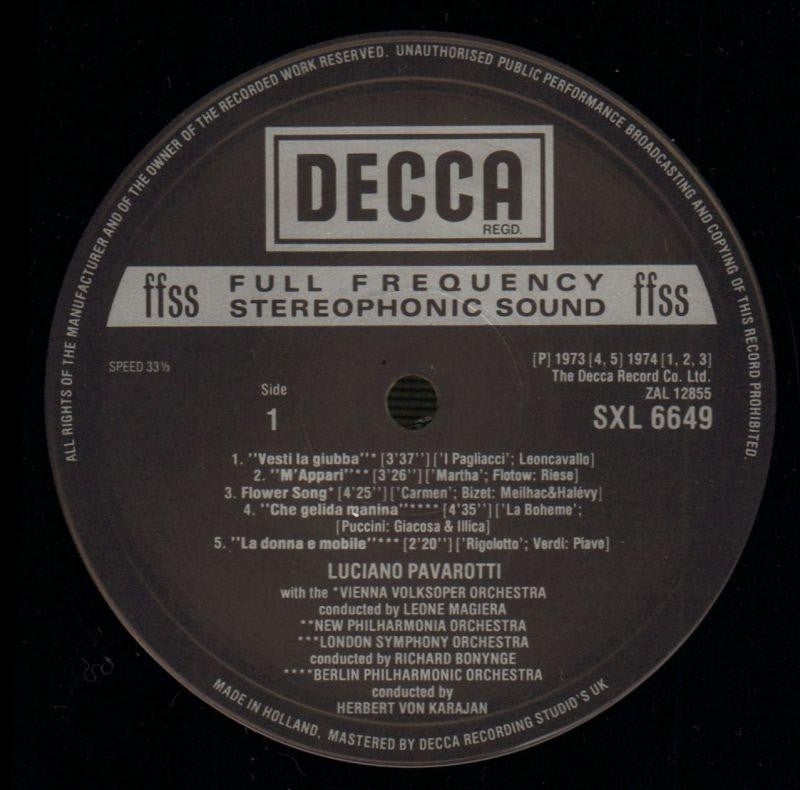 ALL RIGHTS OF THE MANUFACTURER AND OF THE OWNER OF THE RECORDED WORK RESERVED. UNAUTHORISED PUBLIC PERFORMANCE BROADCASTING AND COPYING OF THIS RECORD PROHIBITED.
DECCA
REGD.
ffss FULL FREQUENCY STEREOPHONIC SOUND ffss
SPEED 33⅓
[P] 1973 [4, 5] 1974 [1, 2, 3]
The Decca Record Co. Ltd.
ZAL 12855
SXL 6649
Side
1
1. "Vesti la giubba"* [3'37''] ['I Pagliacci'; Leoncavallo]
2. "M'Appari"** [3'26''] ['Martha'; Flotow: Riese]
3. Flower Song* [4'25''] ['Carmen'; Bizet: Meilhac&Halévy]
4. "Che gelida manina"**** [4'35''] ['La Boheme';
[Puccini: Giacosa & Illica]
5. "La donna e mobile"*** [2'20''] ['Rigolotto'; Verdi: Piave]
LUCIANO PAVAROTTI
with the *VIENNA VOLKSOPER ORCHESTRA
conducted by LEONE MAGIERA
**NEW PHILHARMONIA ORCHESTRA
***LONDON SYMPHONY ORCHESTRA
conducted by RICHARD BONYNGE
****BERLIN PHILHARMONIC ORCHESTRA
conducted by
HERBERT VON KARAJAN
MADE IN HOLLAND, MASTERED BY DECCA RECORDING STUDIO'S UK